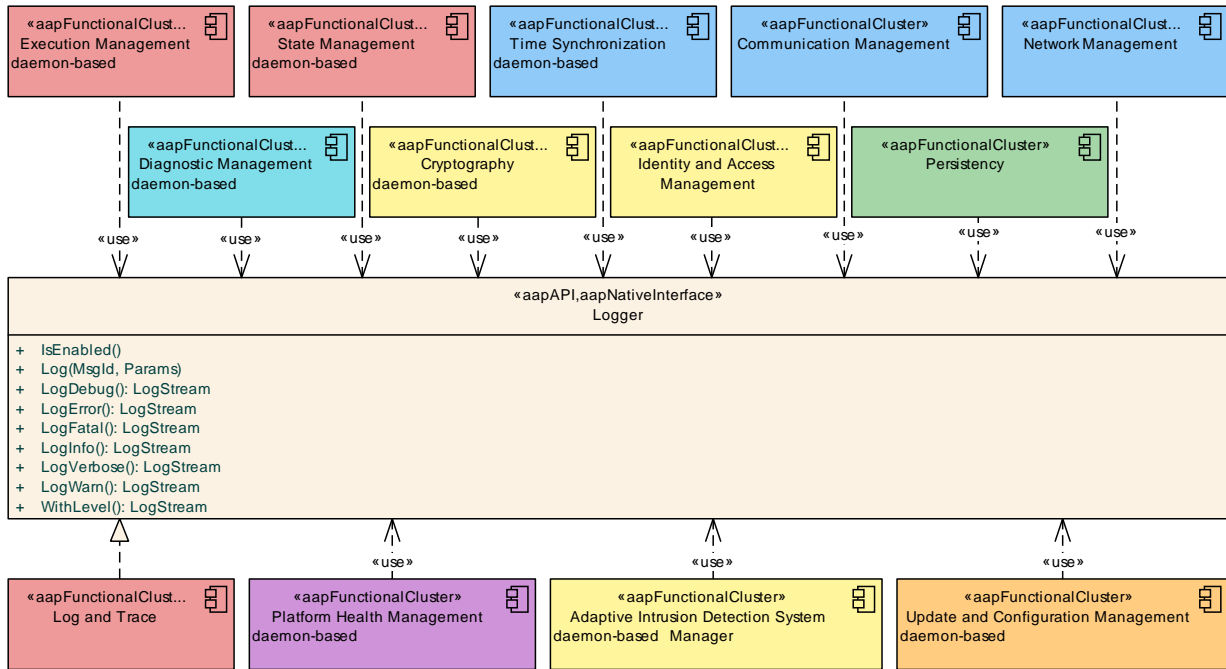 «aapFunctionalClust...
Execution Management
daemon-based
«aapFunctionalClust...
State Management
daemon-based
«aapFunctionalClust...
Time Synchronization
daemon-based
«aapFunctionalCluster»
Communication Management
«aapFunctionalClust...
Network Management
«aapFunctionalClust...
Diagnostic Management
daemon-based
«aapFunctionalClust...
Cryptography
daemon-based
«aapFunctionalClust...
Identity and Access
Management
«aapFunctionalCluster»
Persistency
«use»
«use»
«use»
«use»
«use»
«use»
«use»
«use»
«use»
«aapAPI,aapNativeInterface»
Logger
+ IsEnabled()
+ Log(MsgId, Params)
+ LogDebug(): LogStream
+ LogError(): LogStream
+ LogFatal(): LogStream
+ LogInfo(): LogStream
+ LogVerbose(): LogStream
+ LogWarn(): LogStream
+ WithLevel(): LogStream
«use»
«use»
«use»
«aapFunctionalClust...
Log and Trace
«aapFunctionalCluster»
Platform Health Management
daemon-based
«aapFunctionalCluster»
Adaptive Intrusion Detection System
daemon-based Manager
«aapFunctionalCluster»
Update and Configuration Management
daemon-based